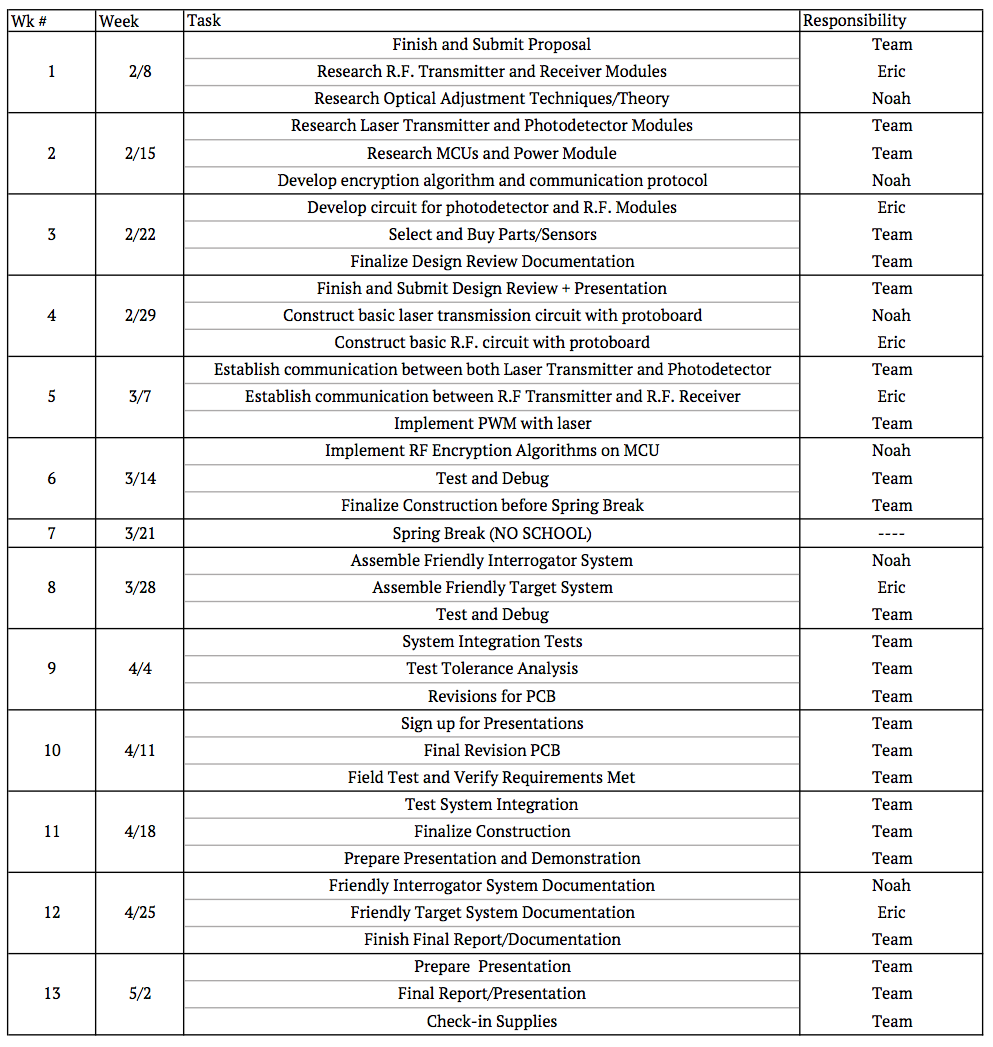 Wk # Week Task Responsibility
Finish and Submit Proposal Team
1 2/8 Research R.F. Transmitter and Receiver Modules Eric
Research Optical Adjustment Techniques/Theory Noah
Research Laser Transmitter and Photodetector Modules Team
2 2/15 Research MCUs and Power Module Team
Develop encryption algorithm and communication protocol Noah
Develop circuit for photodetector and R.F. Modules Eric
3 2/22 Select and Buy Parts/Sensors Team
Finalize Design Review Documentation Team
Finish and Submit Design Review + Presentation Team
4 2/29 Construct basic laser transmission circuit with protoboard Noah
Construct basic R.F. circuit with protoboard Eric
Establish communication between both Laser Transmitter and Photodetector Team
5 3/7 Establish communication between R.F Transmitter and R.F. Receiver Eric
Implement PWM with laser Team
Implement RF Encryption Algorithms on MCU Noah
6 3/14 Test and Debug Team
Finalize Construction before Spring Break Team
7 3/21 Spring Break (NO SCHOOL) ----
Assemble Friendly Interrogator System Noah
8 3/28 Assemble Friendly Target System Eric
Test and Debug Team
System Integration Tests Team
9 4/4 Test Tolerance Analysis Team
Revisions for PCB Team
Sign up for Presentations Team
10 4/11 Final Revision PCB Team
Field Test and Verify Requirements Met Team
Test System Integration Team
11 4/18 Finalize Construction Team
Prepare Presentation and Demonstration Team
Friendly Interrogator System Documentation Noah
12 4/25 Friendly Target System Documentation Eric
Finish Final Report/Documentation Team
Prepare Presentation Team
13 5/2 Final Report/Presentation Team
Check-in Supplies Team